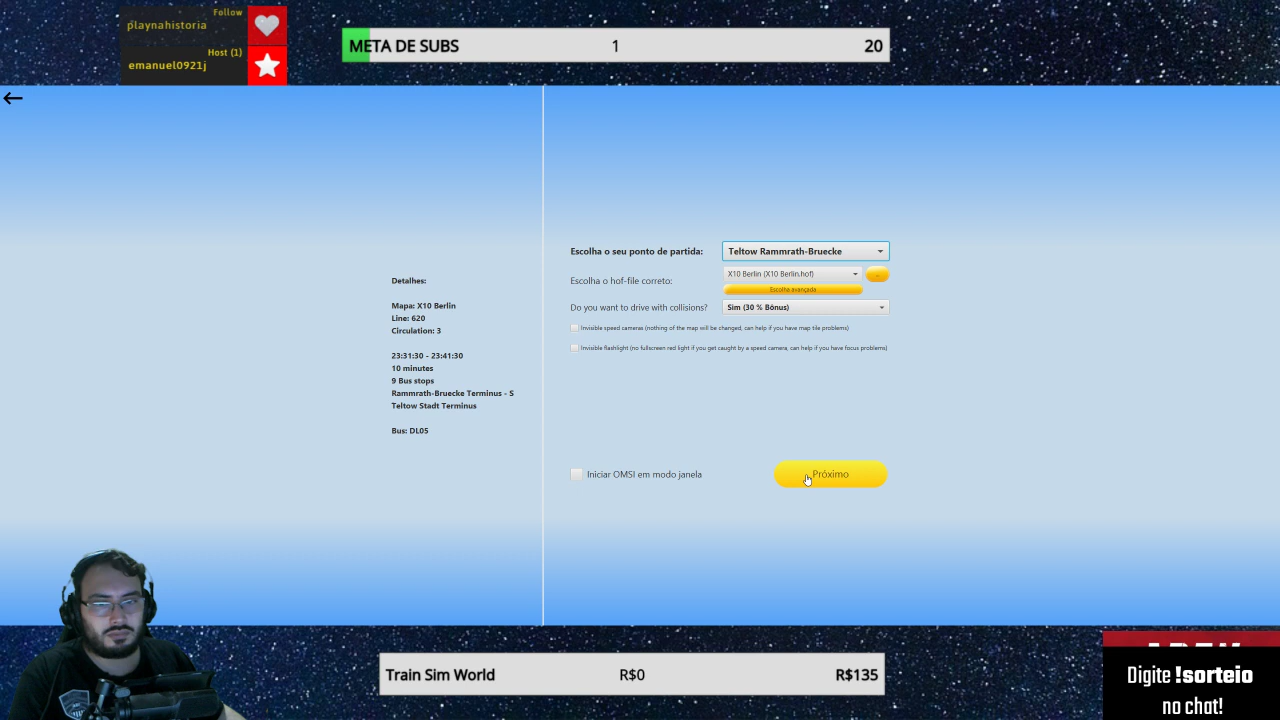 Follow
playnahistoria
Host (1)
emanuel0921j
META DE SUBS 1 20
Escolha o seu ponto de partida: Teltow Rammrath-Bruecke
Escolha o hof-file correto: X10 Berlin (X10 Berlin.hof) ...
Escolha avançada
Do you want to drive with collisions? Sim (30 % Bônus)
Invisible speed cameras (nothing of the map will be changed, can help if you have map tile problems)
Invisible flashlight (no fullscreen red light if you get caught by a speed camera, can help if you have focus problems)
Detalhes:
Mapa: X10 Berlin
Line: 620
Circulation: 3
23:31:30 - 23:41:30
10 minutes
9 Bus stops
Rammrath-Bruecke Terminus - S
Teltow Stadt Terminus
Bus: DL05
Iniciar OMSI em modo janela Próximo
Train Sim World R$0 R$135
Digite !sorteio
no chat!